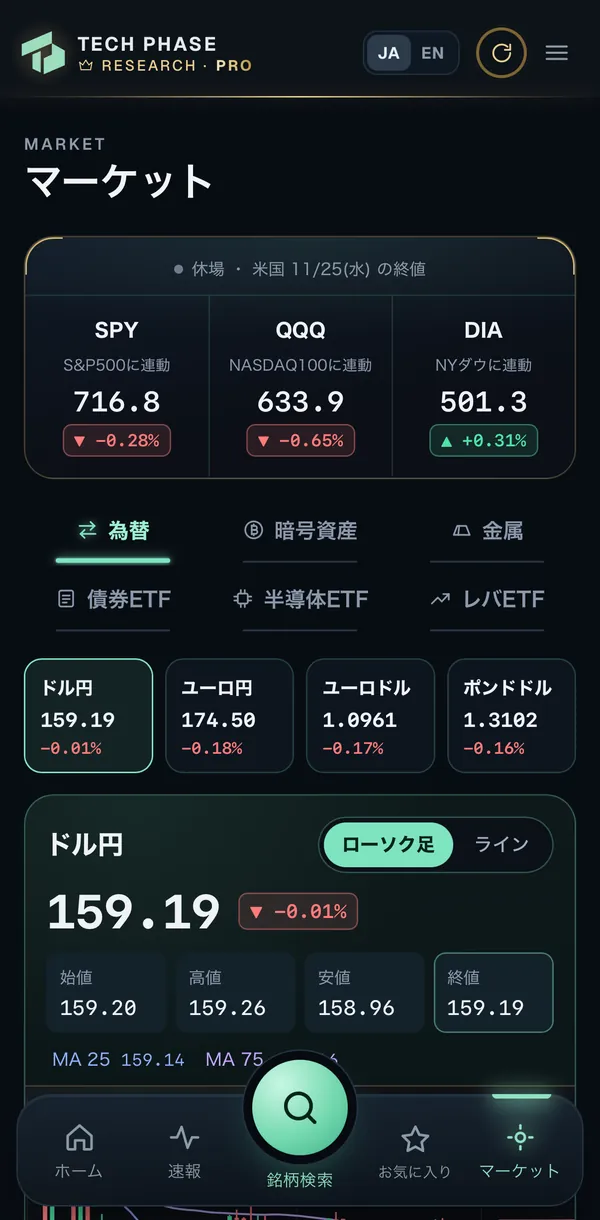 TECH PHASE
RESEARCH · PRO
JA EN
MARKET
マーケット
休場 · 米国 11/25(水) の終値
SPY QQQ DIA
S&P500に連動 NASDAQ100に連動 NYダウに連動
716.8 633.9 501.3
▼ −0.28% ▼ −0.65% ▲ +0.31%
為替 暗号資産 金属
債券ETF 半導体ETF レバETF
ドル円 ユーロ円 ユーロドル ポンドドル
159.19 174.50 1.0961 1.3102
−0.01% −0.18% −0.17% −0.16%
ドル円 ローソク足 ライン
159.19 ▼ −0.01%
始値 高値 安値 終値
159.20 159.26 158.96 159.19
MA 25 159.14 MA 75
ホーム 速報 銘柄検索 お気に入り マーケット